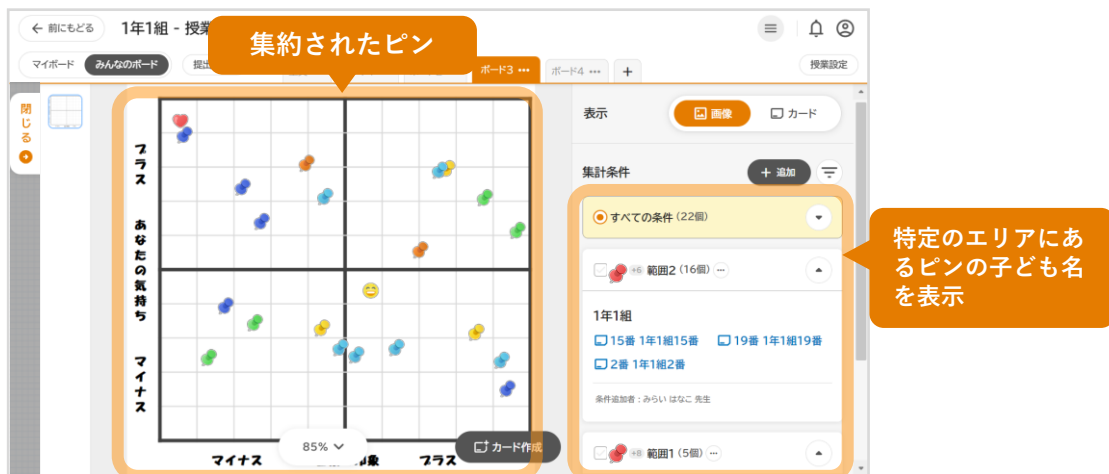 前にもどる
1年1組 - 授業
集約されたピン
マイボード
みんなのボード
提出
ボード3
ボード4
授業設定
閉じる
プラス
あなたの気持ち
マイナス
マイナス
印象
プラス
85%
カード作成
表示
画像
カード
集計条件
+ 追加
すべての条件 (22個)
+6 範囲2 (16個)
1年1組
15番 1年1組15番
19番 1年1組19番
2番 1年1組2番
条件追加者：みらい はなこ 先生
+8 範囲1 (5個)
特定のエリアにあ
るピンの子ども名
を表示